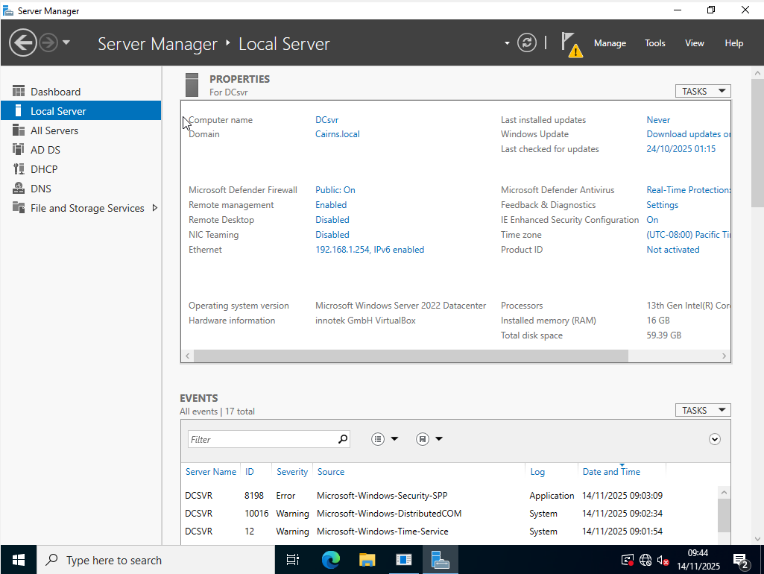 Server Manager
Server Manager • Local Server
Manage Tools View Help
Dashboard
Local Server
All Servers
AD DS
DHCP
DNS
File and Storage Services
PROPERTIES
For DCsvr
TASKS
Computer name DCsvr Last installed updates Never
Domain Cairns.local Windows Update Download updates or
Last checked for updates 24/10/2025 01:15
Microsoft Defender Firewall Public: On Microsoft Defender Antivirus Real-Time Protection:
Remote management Enabled Feedback & Diagnostics Settings
Remote Desktop Disabled IE Enhanced Security Configuration On
NIC Teaming Disabled Time zone (UTC-08:00) Pacific Ti
Ethernet 192.168.1.254, IPv6 enabled Product ID Not activated
Operating system version Microsoft Windows Server 2022 Datacenter Processors 13th Gen Intel(R) Cor
Hardware information innotek GmbH VirtualBox Installed memory (RAM) 16 GB
Total disk space 59.39 GB
EVENTS
All events | 17 total
TASKS
Filter
Server Name ID Severity Source Log Date and Time
DCSVR 8198 Error Microsoft-Windows-Security-SPP Application 14/11/2025 09:03:09
DCSVR 10016 Warning Microsoft-Windows-DistributedCOM System 14/11/2025 09:02:34
DCSVR 12 Warning Microsoft-Windows-Time-Service System 14/11/2025 09:01:54
Type here to search
09:44
14/11/2025
2